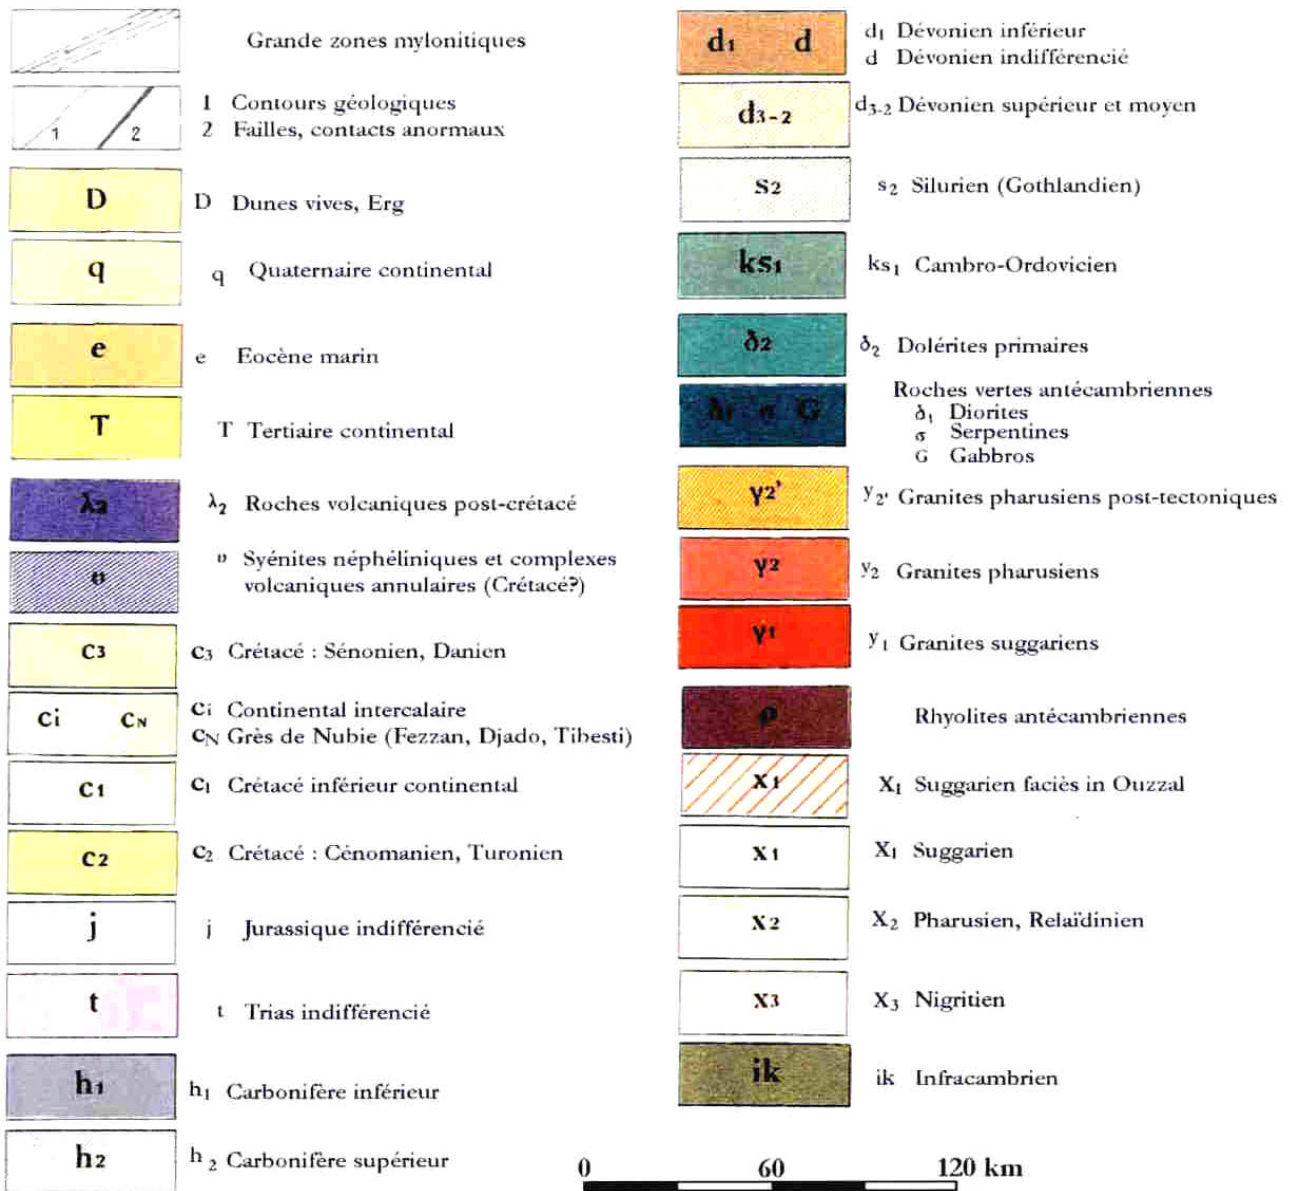 Grande zones mylonitiques
1 2
1 Contours géologiques
2 Failles, contacts anormaux
D D Dunes vives, Erg
q q Quaternaire continental
e e Eocène marin
T T Tertiaire continental
λ2 λ2 Roches volcaniques post-crétacé
υ υ Syénites néphéliniques et complexes
volcaniques annulaires (Crétacé?)
C3 C3 Crétacé : Sénonien, Danien
Ci CN Ci Continental intercalaire
CN Grès de Nubie (Fezzan, Djado, Tibesti)
C1 C1 Crétacé inférieur continental
C2 C2 Crétacé : Cénomanien, Turonien
j j Jurassique indifférencié
t t Trias indifférencié
h1 h1 Carbonifère inférieur
h2 h2 Carbonifère supérieur
d1 d d1 Dévonien inférieur
d Dévonien indifférencié
d3-2 d3-2 Dévonien supérieur et moyen
S2 s2 Silurien (Gothlandien)
ks1 ks1 Cambro-Ordovicien
δ2 δ2 Dolérites primaires
Roches vertes antécambriennes
δ1 σ G δ1 Diorites
σ Serpentines
G Gabbros
γ2' y2' Granites pharusiens post-tectoniques
γ2 y2 Granites pharusiens
γ1 y1 Granites suggariens
ρ Rhyolites antécambriennes
X1 X1 Suggarien faciès in Ouzzal
X1 X1 Suggarien
X2 X2 Pharusien, Relaïdinien
X3 X3 Nigritien
ik ik Infracambrien
0 60 120 km